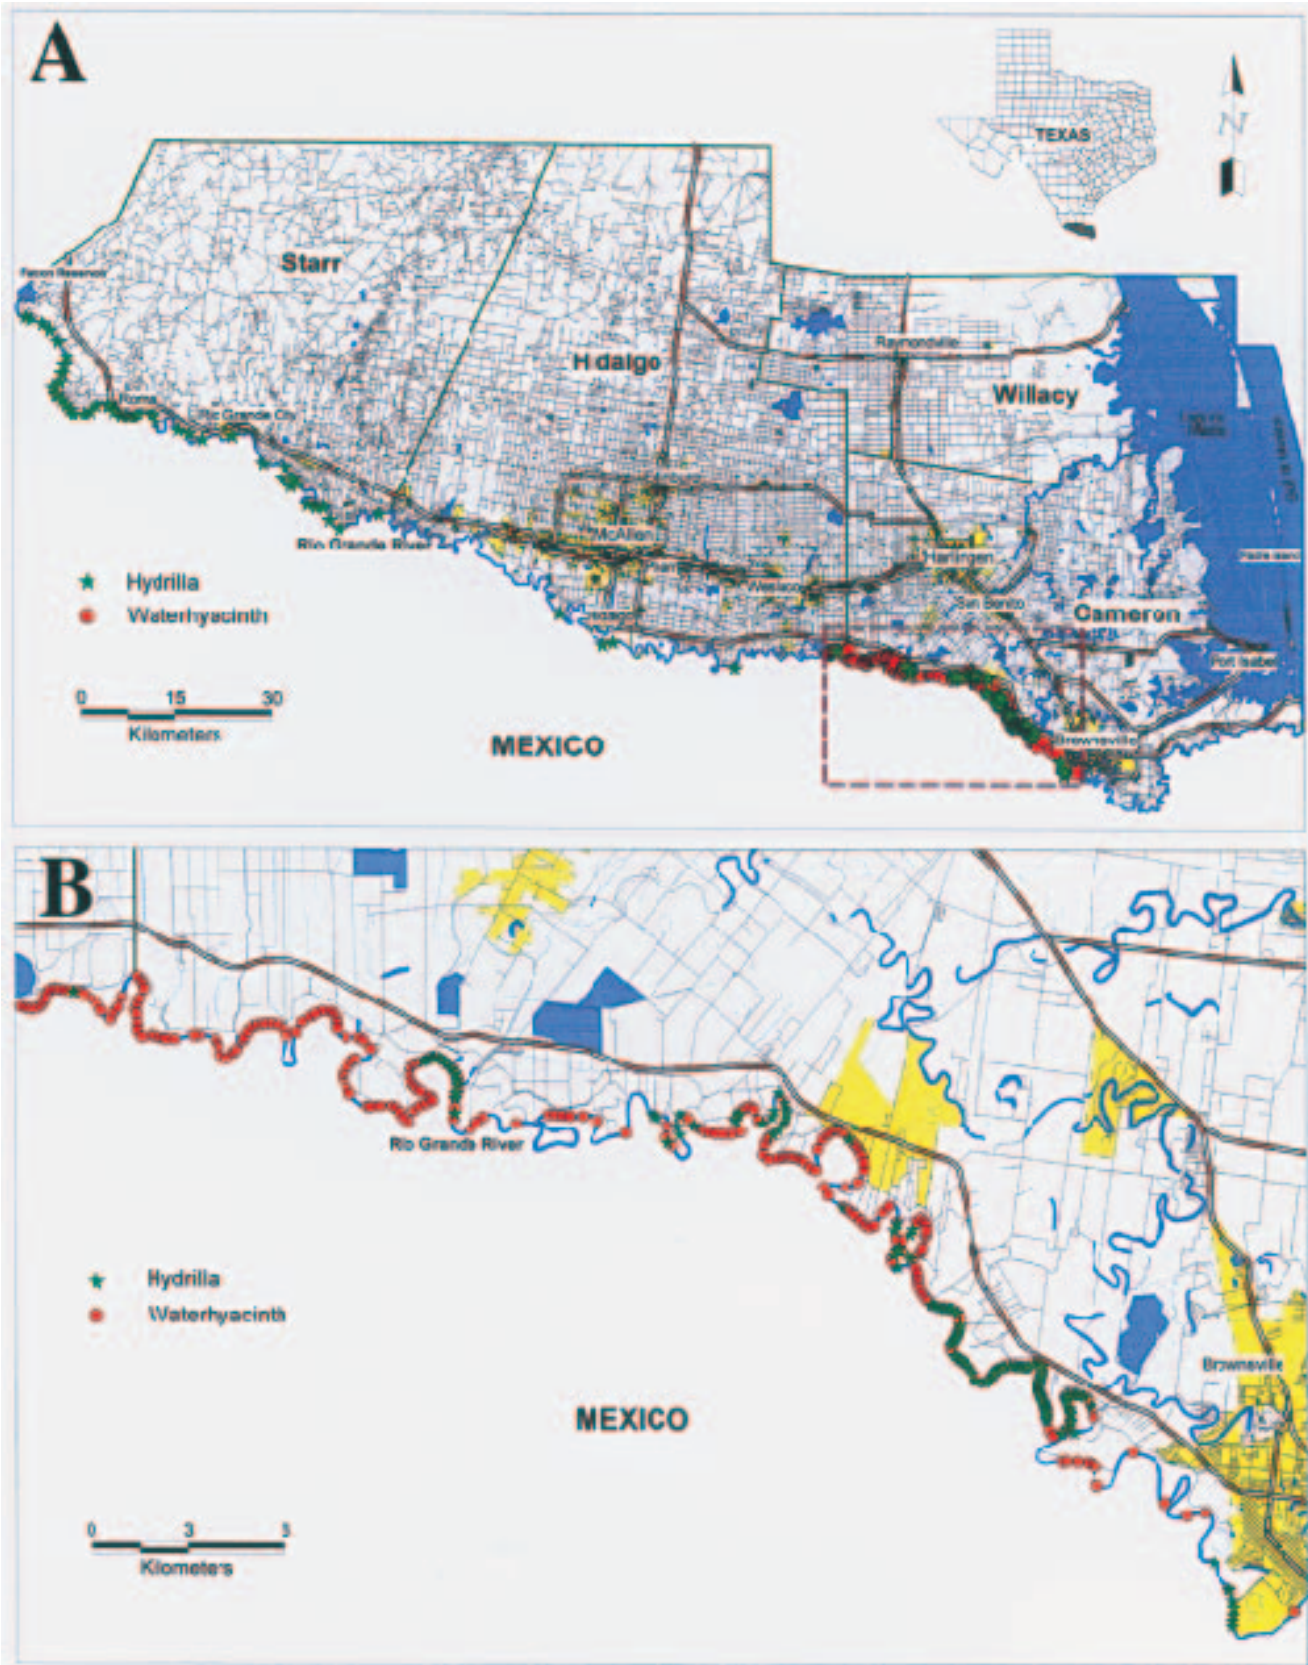 A
TEXAS
N
Starr
Hidalgo
Raymondville
Willacy
Roma
Rio Grande City
McAllen
Rio Grande River
Harlingen
San Benito
Cameron
Port Isabel
Hydrilla
Waterhyacinth
0 15 30
Kilometers
MEXICO
Brownsville
B
Rio Grande River
Hydrilla
Waterhyacinth
Brownsville
MEXICO
0 3
Kilometers